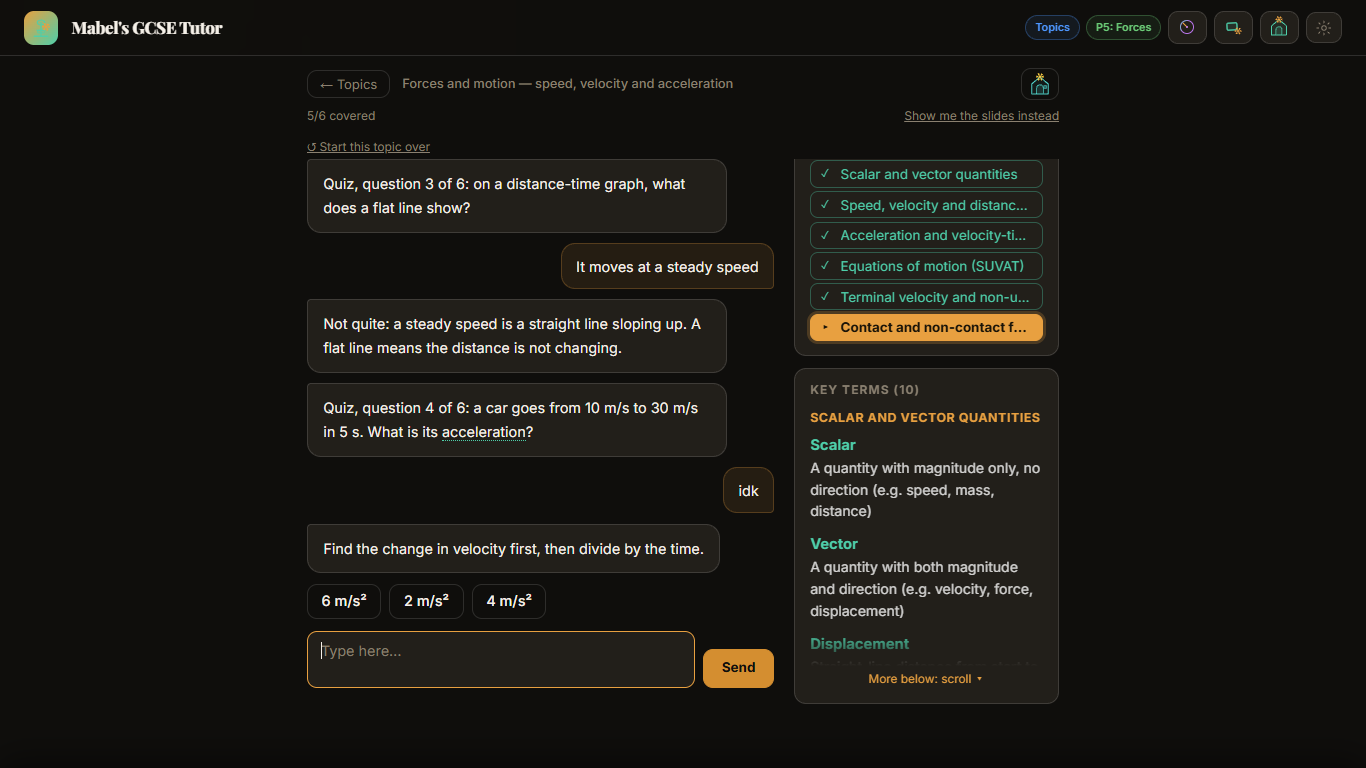 Mabel's GCSE Tutor
Topics
P5: Forces
← Topics
Forces and motion — speed, velocity and acceleration
5/6 covered
Show me the slides instead
↺ Start this topic over
Quiz, question 3 of 6: on a distance-time graph, what
does a flat line show?
It moves at a steady speed
Not quite: a steady speed is a straight line sloping up. A
flat line means the distance is not changing.
Quiz, question 4 of 6: a car goes from 10 m/s to 30 m/s
in 5 s. What is its acceleration?
idk
Find the change in velocity first, then divide by the time.
6 m/s²
2 m/s²
4 m/s²
Type here...
Send
✓ Scalar and vector quantities
✓ Speed, velocity and distanc...
✓ Acceleration and velocity-ti...
✓ Equations of motion (SUVAT)
✓ Terminal velocity and non-u...
▸ Contact and non-contact f...
KEY TERMS (10)
SCALAR AND VECTOR QUANTITIES
Scalar
A quantity with magnitude only, no
direction (e.g. speed, mass,
distance)
Vector
A quantity with both magnitude
and direction (e.g. velocity, force,
displacement)
Displacement
More below: scroll ▾